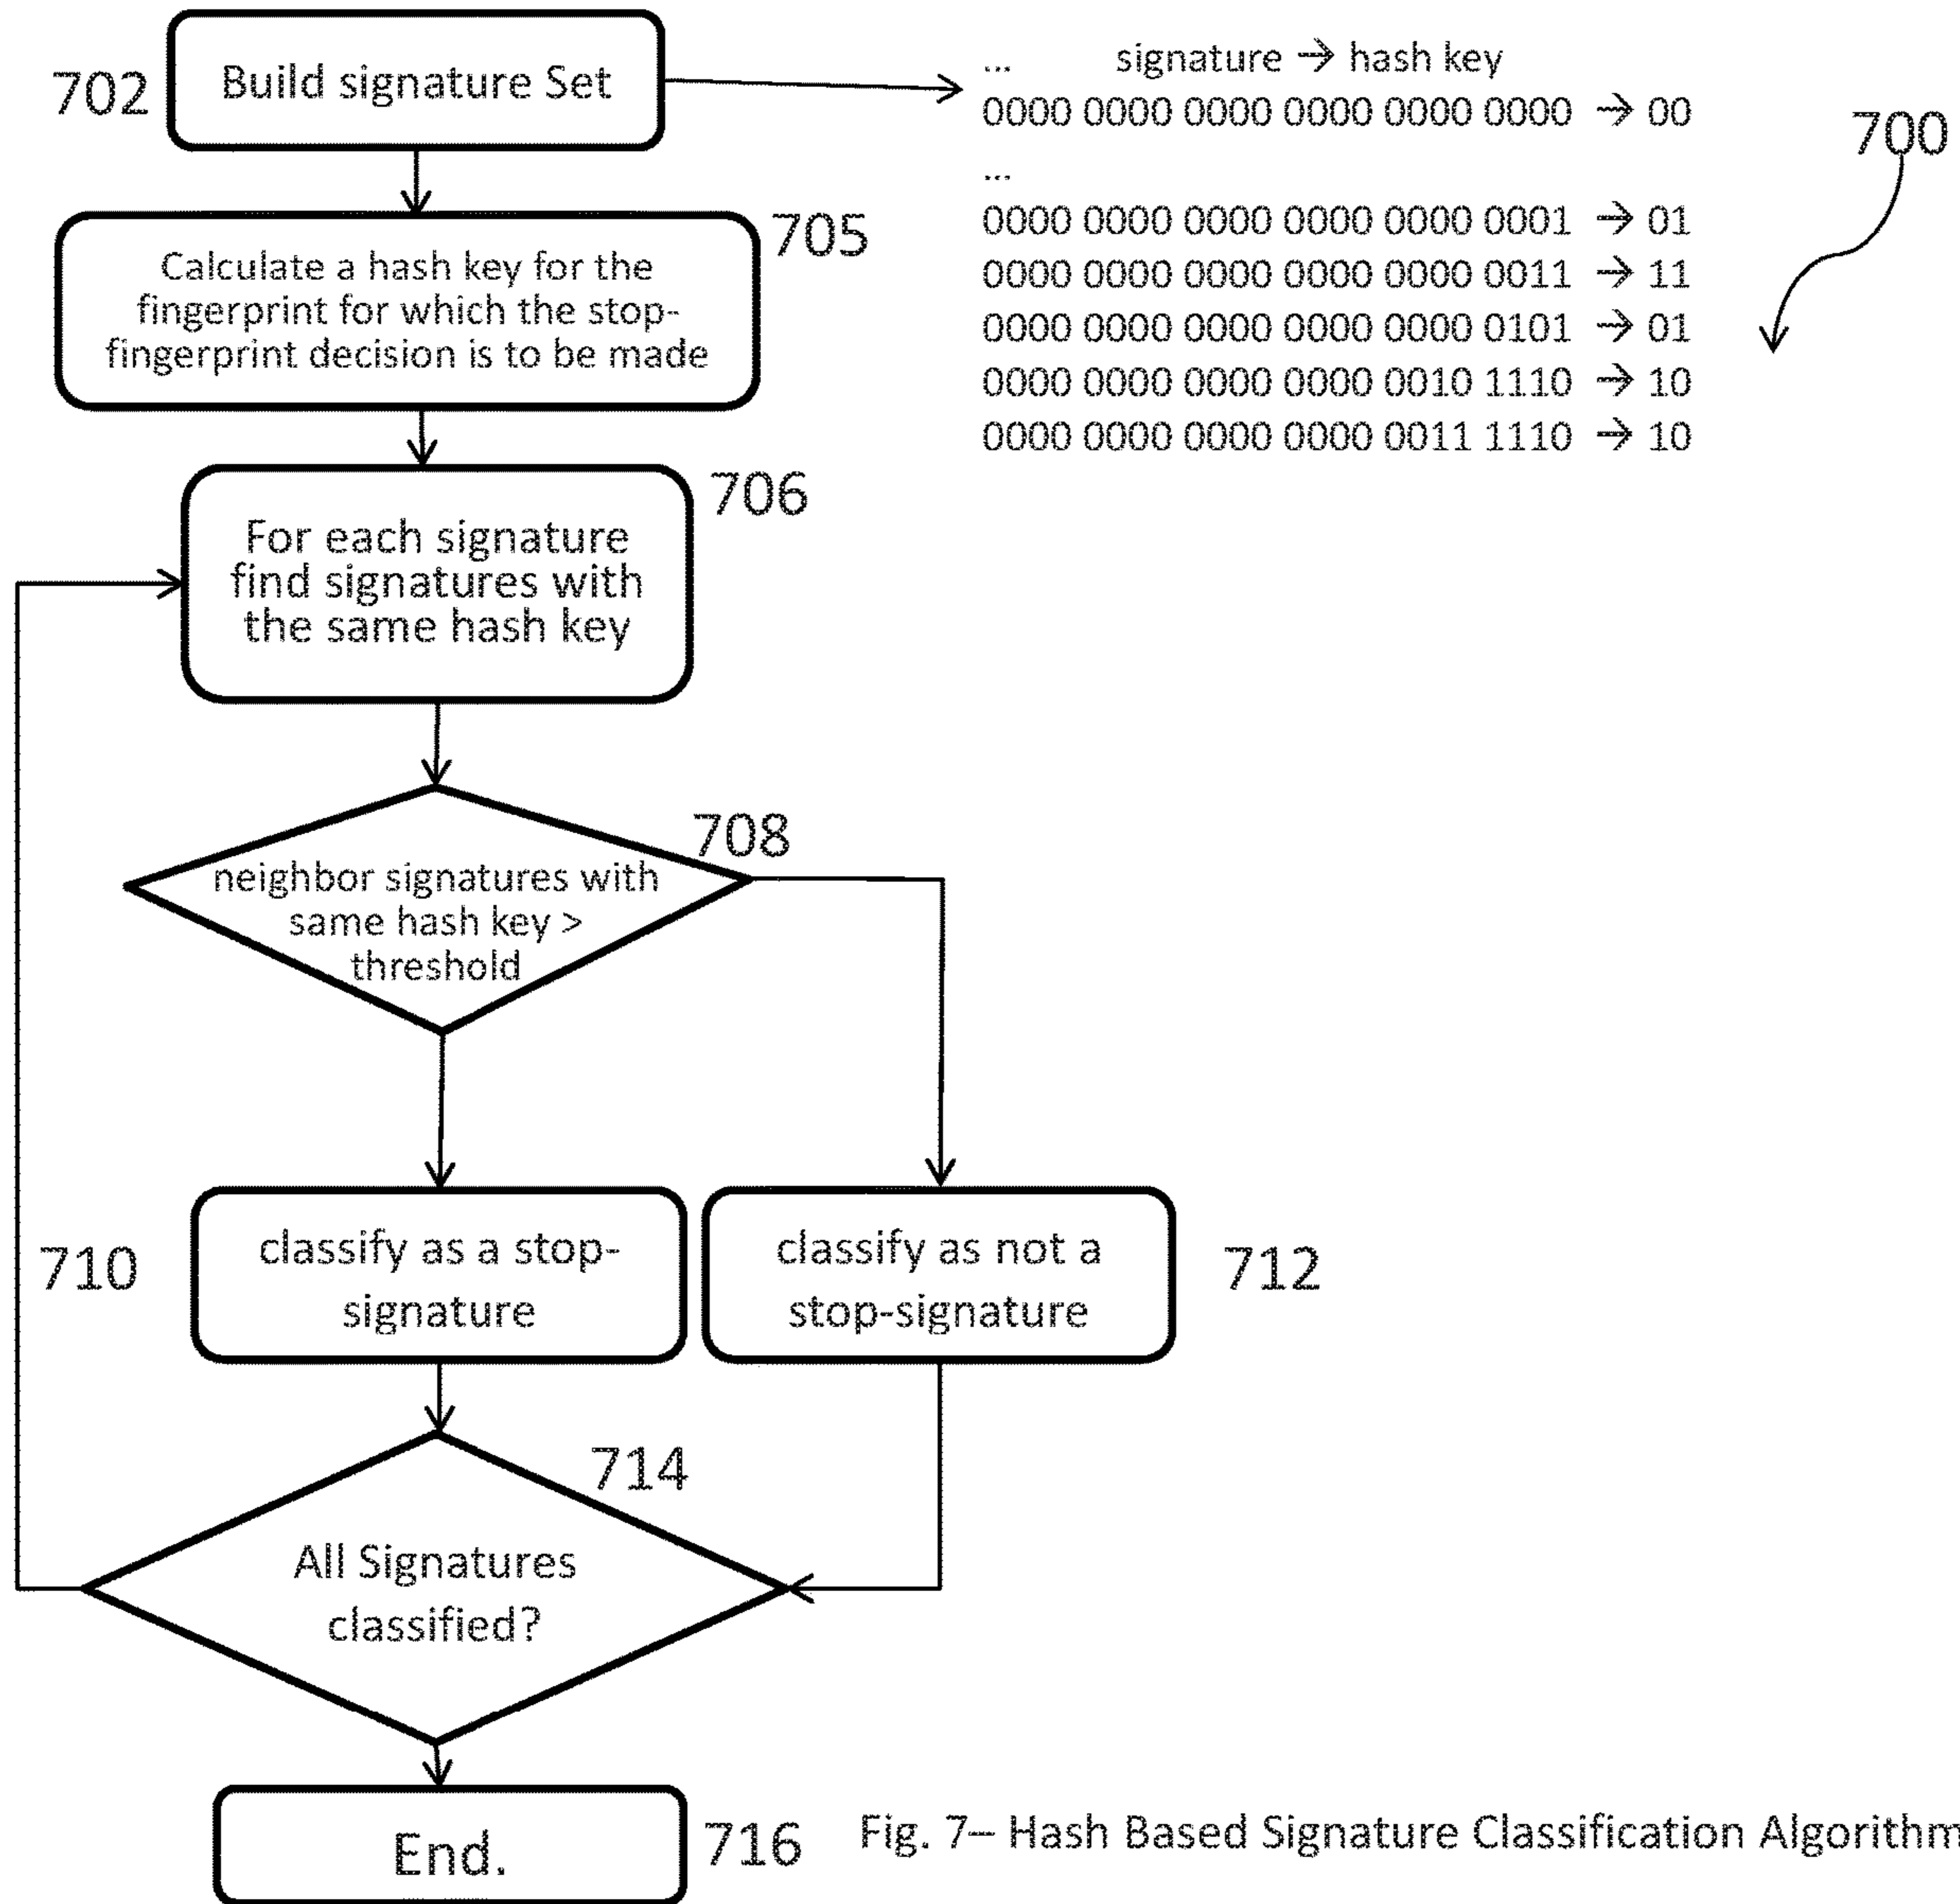 702
Build signature Set
... signature → hash key
0000 0000 0000 0000 0000 0000 → 00
...
0000 0000 0000 0000 0000 0001 → 01
0000 0000 0000 0000 0000 0011 → 11
0000 0000 0000 0000 0000 0101 → 01
0000 0000 0000 0000 0010 1110 → 10
0000 0000 0000 0000 0011 1110 → 10
700
705
Calculate a hash key for the
fingerprint for which the stop-
fingerprint decision is to be made
706
For each signature
find signatures with
the same hash key
708
neighbor signatures with
same hash key >
threshold
710
classify as a stop-
signature
classify as not a
stop-signature
712
714
All Signatures
classified?
End.
716
Fig. 7– Hash Based Signature Classification Algorithm